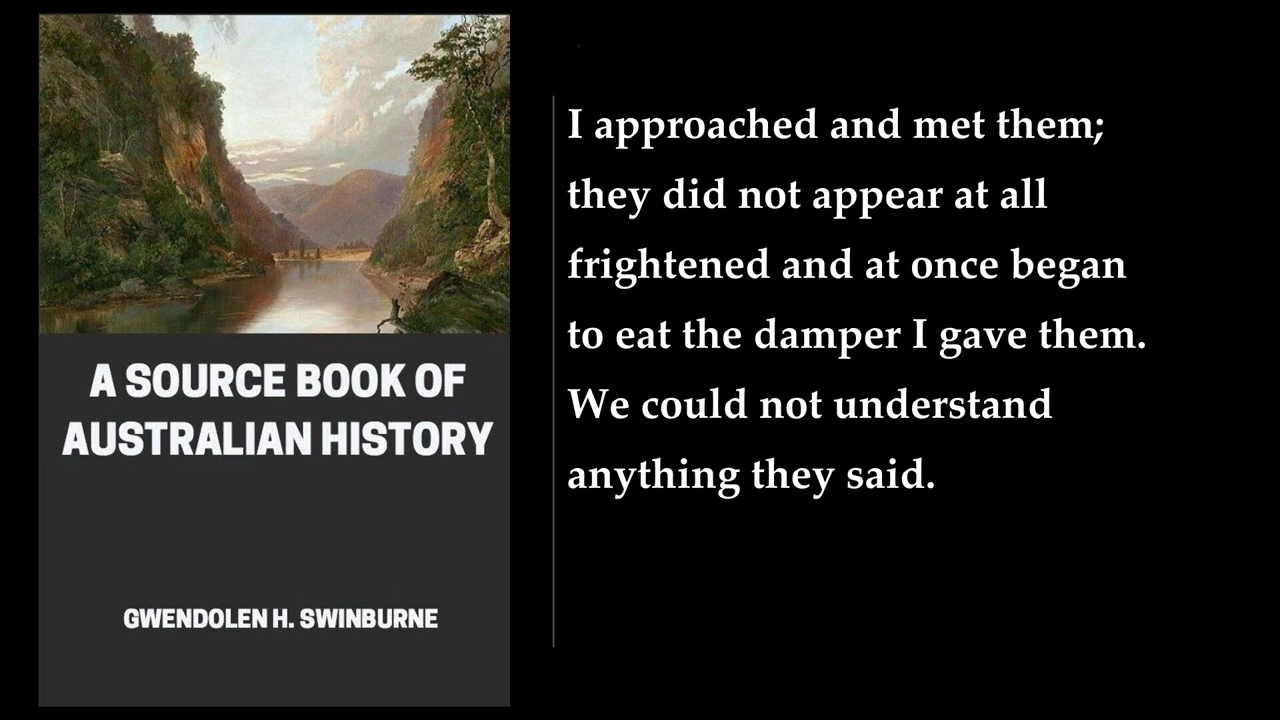 A SOURCE BOOK OF
AUSTRALIAN HISTORY
GWENDOLEN H. SWINBURNE
I approached and met them;
they did not appear at all
frightened and at once began
to eat the damper I gave them.
We could not understand
anything they said.